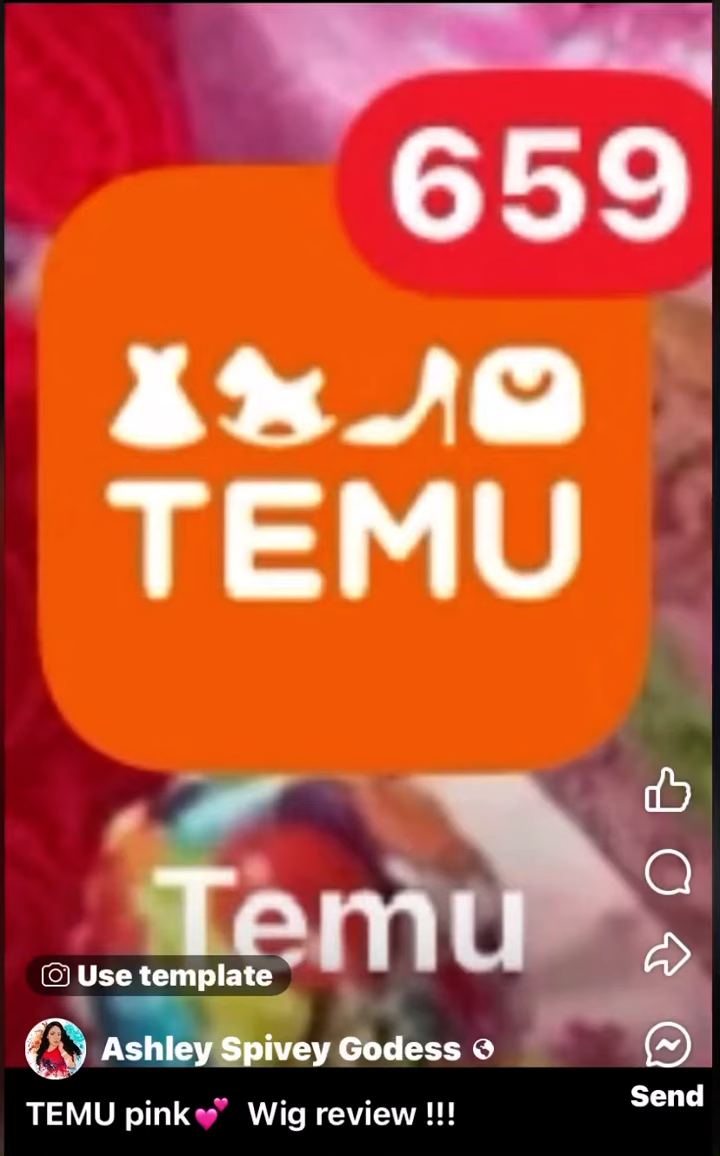 659
TEMU
Temu
Use template
Ashley Spivey Godess
Send
TEMU pink💕 Wig review !!!